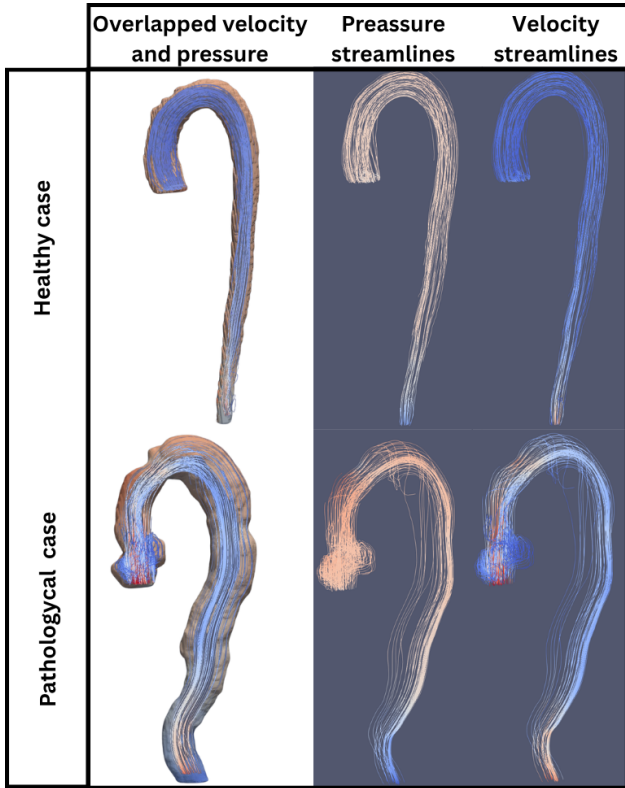 Overlapped velocity
and pressure
Preassure
streamlines
Velocity
streamlines
Healthy case
Pathologycal case